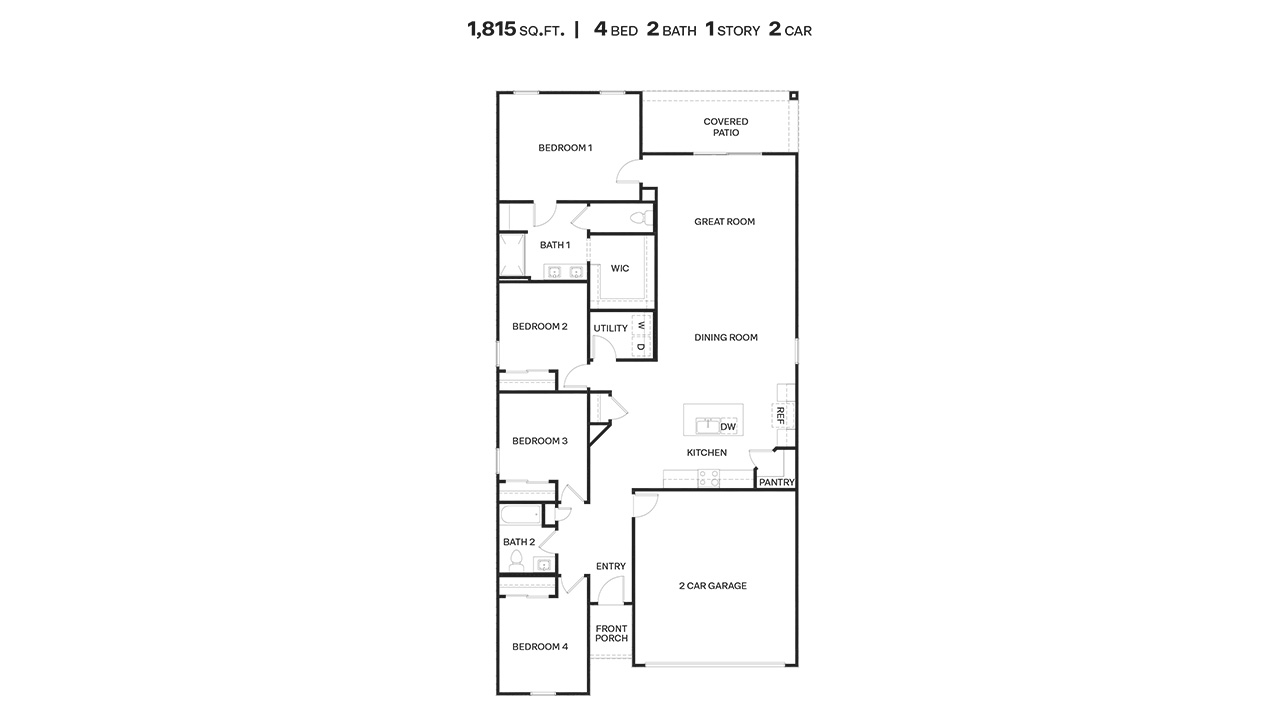 1,815 SQ.FT. | 4 BED 2 BATH 1 STORY 2 CAR
COVERED
PATIO
BEDROOM 1
GREAT ROOM
BATH 1
WIC
BEDROOM 2
UTILITY
W
D
DINING ROOM
REF
DW
BEDROOM 3
KITCHEN
PANTRY
BATH 2
ENTRY
2 CAR GARAGE
FRONT
PORCH
BEDROOM 4